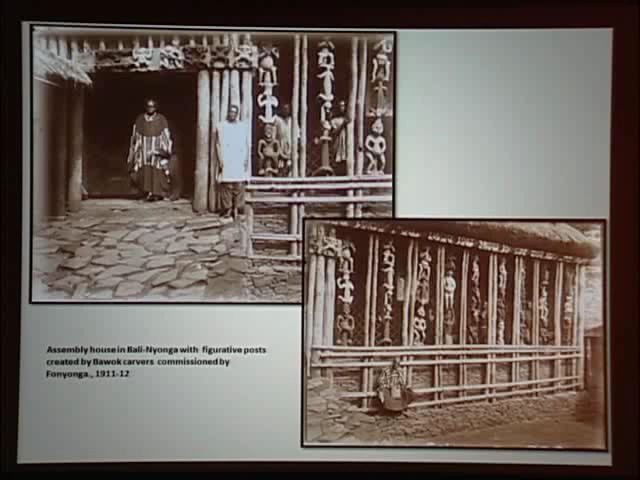 Assembly house in Bali-Nyonga with figurative posts
created by Bawok carvers commissioned by
Fonyonga., 1911-12